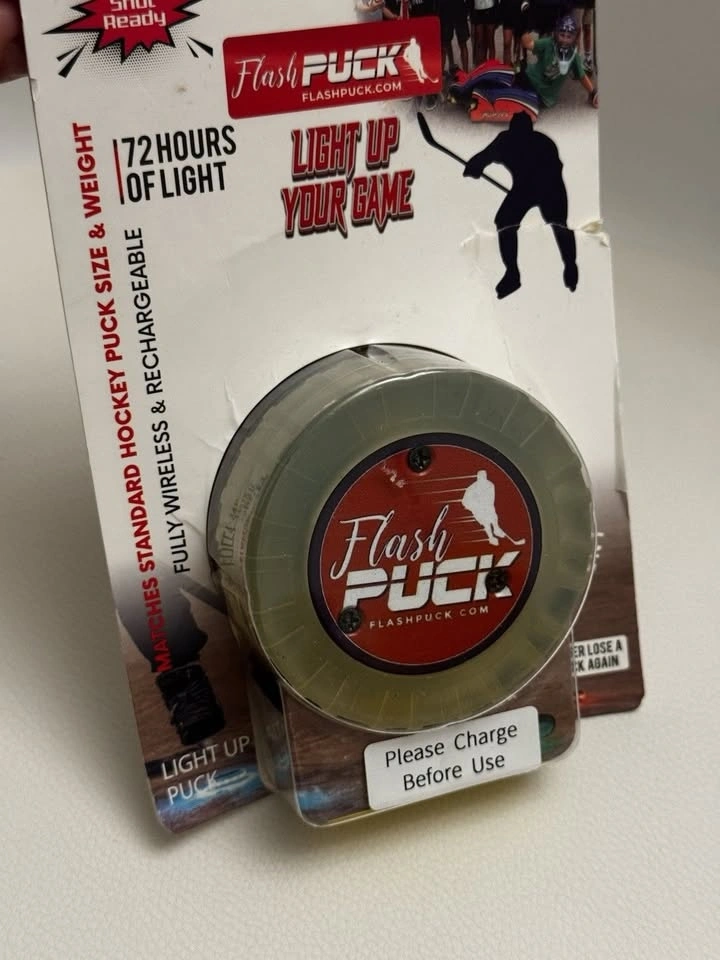 Shot
Ready
Flash PUCK
FLASHPUCK.COM
72 HOURS
OF LIGHT
LIGHT UP
YOUR GAME
MATCHES STANDARD HOCKEY PUCK SIZE & WEIGHT
FULLY WIRELESS & RECHARGEABLE
Flash
PUCK
FLASHPUCK.COM
ER LOSE A
CK AGAIN
LIGHT UP
PUCK
Please Charge
Before Use